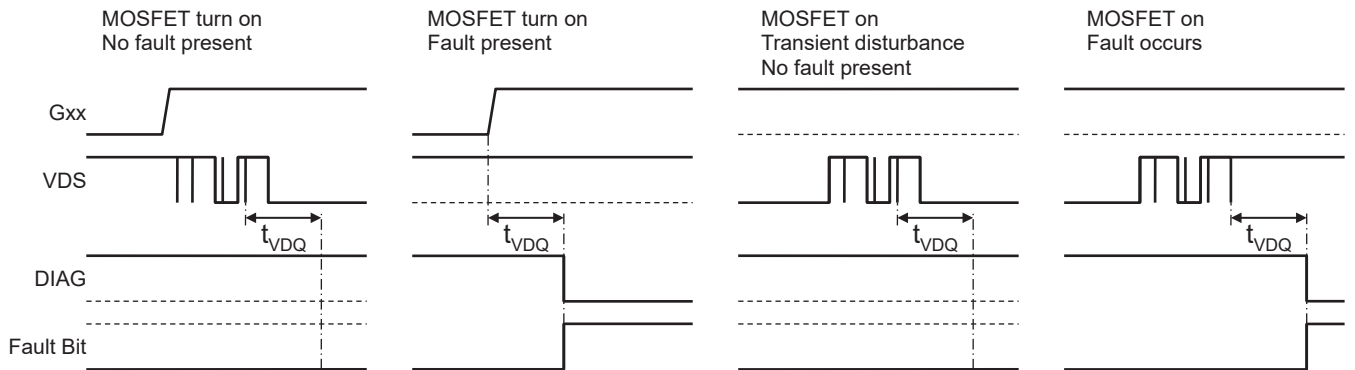 MOSFET turn on
No fault present
MOSFET turn on
Fault present
MOSFET on
Transient disturbance
No fault present
MOSFET on
Fault occurs
Gxx
VDS
tVDQ
tVDQ
tVDQ
tVDQ
DIAG
Fault Bit